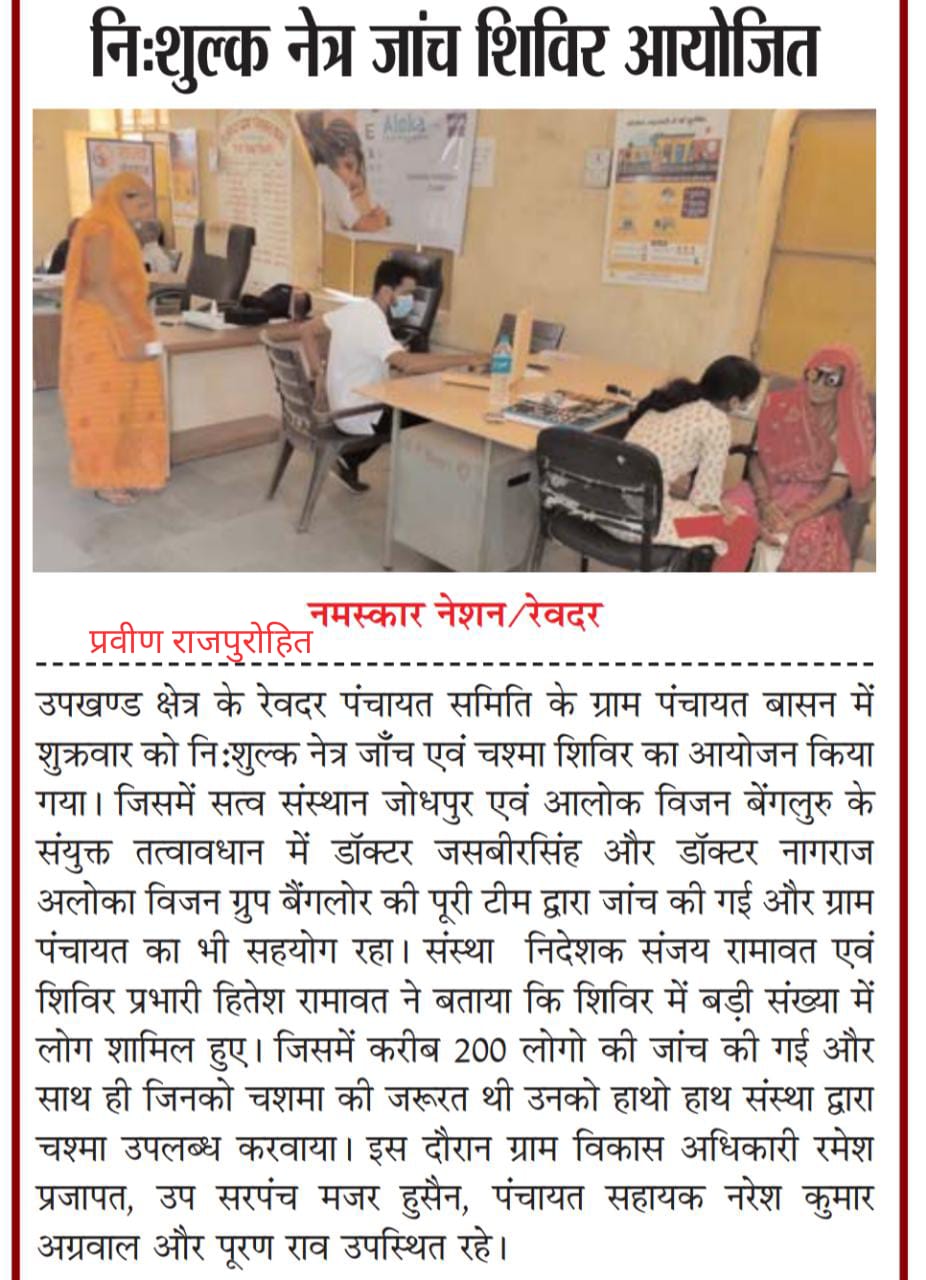 नि:शुल्क नेत्र जांच शिविर आयोजित
E Aloka
नमस्कार नेशन/रेवदर
प्रवीण राजपुरोहित
उपखण्ड क्षेत्र के रेवदर पंचायत समिति के ग्राम पंचायत बासन में
शुक्रवार को नि:शुल्क नेत्र जाँच एवं चश्मा शिविर का आयोजन किया
गया। जिसमें सत्व संस्थान जोधपुर एवं आलोक विजन बेंगलुरु के
संयुक्त तत्वावधान में डॉक्टर जसबीरसिंह और डॉक्टर नागराज
अलोका विजन ग्रुप बैंगलोर की पूरी टीम द्वारा जांच की गई और ग्राम
पंचायत का भी सहयोग रहा। संस्था निदेशक संजय रामावत एवं
शिविर प्रभारी हितेश रामावत ने बताया कि शिविर में बड़ी संख्या में
लोग शामिल हुए। जिसमें करीब 200 लोगो की जांच की गई और
साथ ही जिनको चशमा की जरूरत थी उनको हाथो हाथ संस्था द्वारा
चश्मा उपलब्ध करवाया। इस दौरान ग्राम विकास अधिकारी रमेश
प्रजापत, उप सरपंच मजर हुसैन, पंचायत सहायक नरेश कुमार
अग्रवाल और पूरण राव उपस्थित रहे।